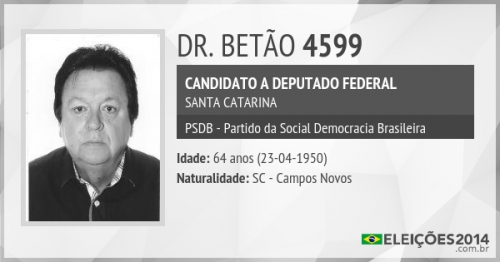 DR. BETÃO 4599
CANDIDATO A DEPUTADO FEDERAL
SANTA CATARINA
PSDB - Partido da Social Democracia Brasileira
Idade: 64 anos (23-04-1950)
Naturalidade: SC - Campos Novos
ELEIÇÕES2014
.com.br